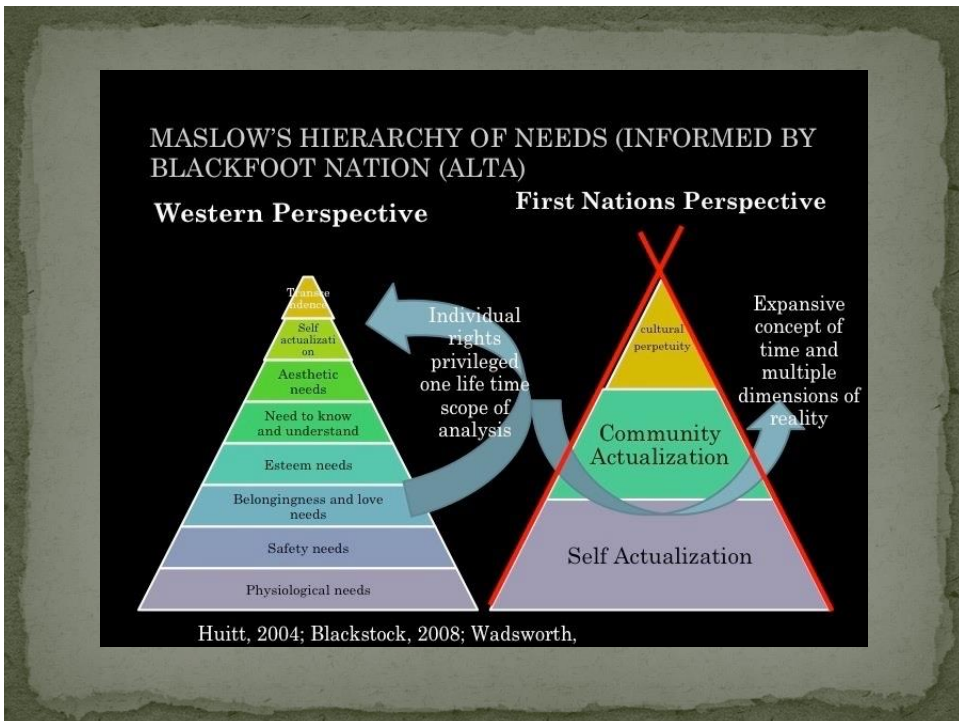 MASLOW'S HIERARCHY OF NEEDS (INFORMED BY
BLACKFOOT NATION (ALTA)
Western Perspective
First Nations Perspective
Transce
ndence
Self
actualizati
on
Aesthetic
needs
Need to know
and understand
Esteem needs
Belongingness and love
needs
Safety needs
Physiological needs
Individual
rights
privileged
one life time
scope of
analysis
cultural
perpetuity
Community
Actualization
Self Actualization
Expansive
concept of
time and
multiple
dimensions of
reality
Huitt, 2004; Blackstock, 2008; Wadsworth,